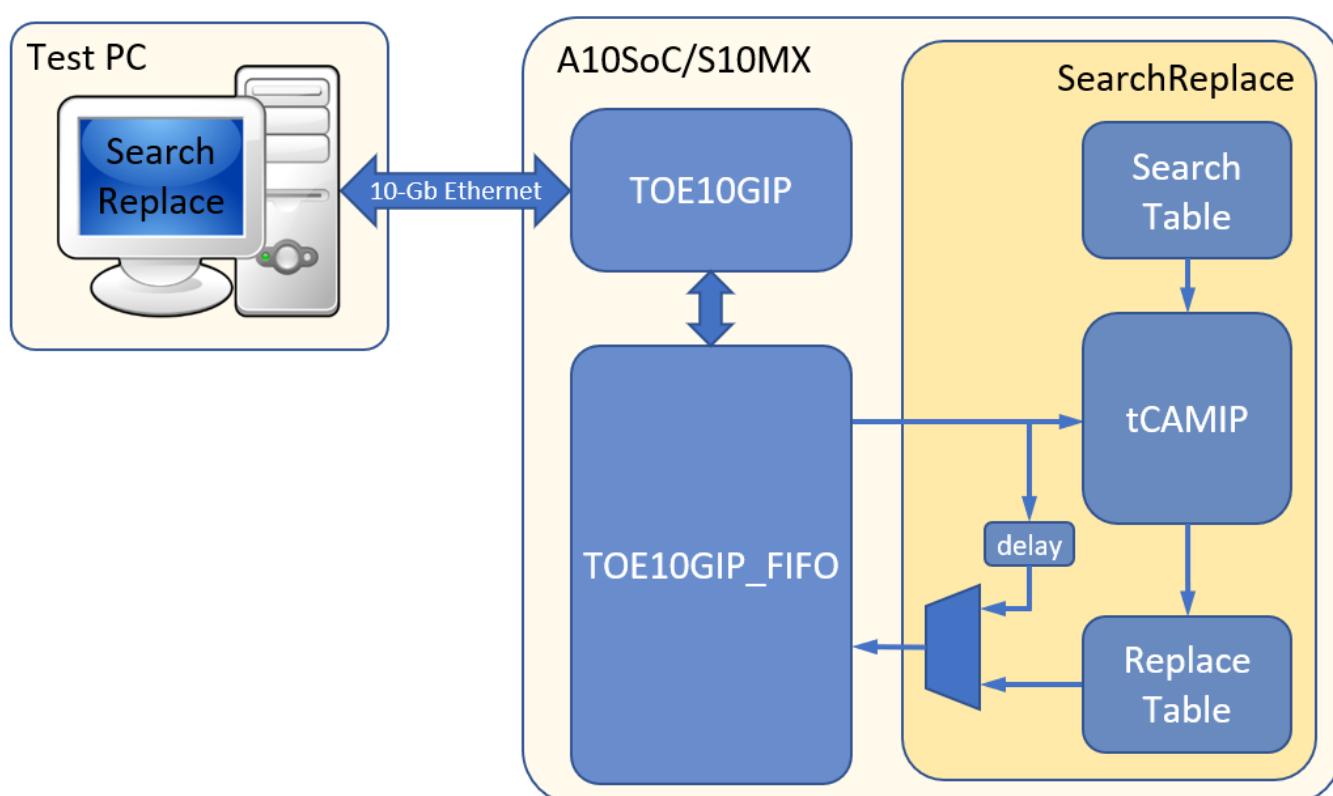 Test PC
Search
Replace
10-Gb Ethernet
A10SoC/S10MX
TOE10GIP
TOE10GIP_FIFO
SearchReplace
Search
Table
tCAMIP
delay
Replace
Table